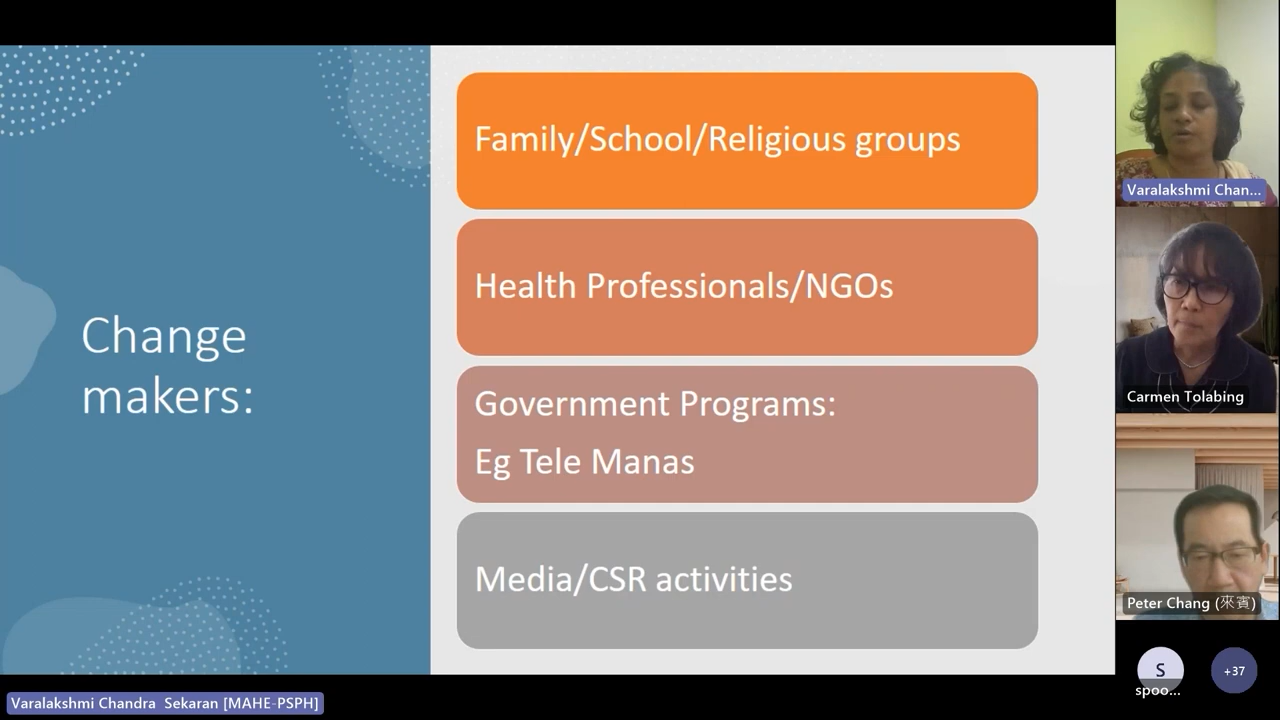 Change
makers:
Family/School/Religious groups
Health Professionals/NGOs
Government Programs:
Eg Tele Manas
Media/CSR activities
Varalakshmi Chan...
Carmen Tolabing
Peter Chang (來賓)
S
spoo...
+37
Varalakshmi Chandra Sekaran [MAHE-PSPH]